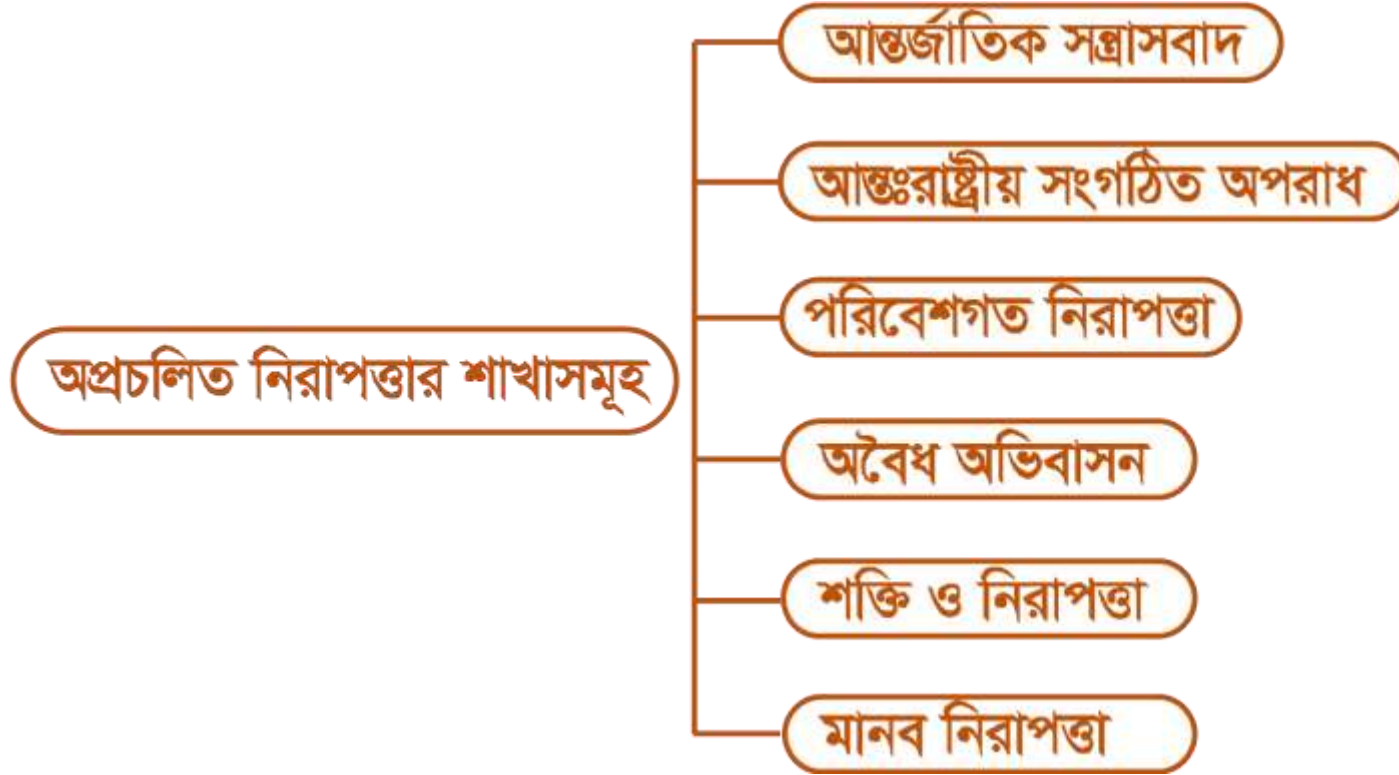 আন্তর্জাতিক সন্ত্রাসবাদ
আন্তঃরাষ্ট্রীয় সংগঠিত অপরাধ
পরিবেশগত নিরাপত্তা
অপ্রচলিত নিরাপত্তার শাখাসমূহ
অবৈধ অভিবাসন
শক্তি ও নিরাপত্তা
মানব নিরাপত্তা